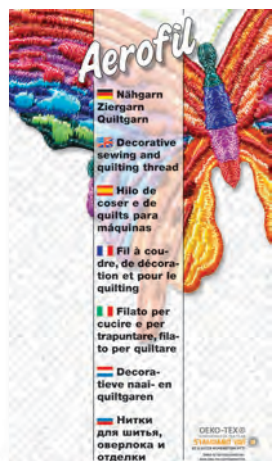 Aerofil
Nähgarn
Ziergarn
Quiltgarn
Decorative
sewing and
quilting thread
Hilo de
coser e de
quilts para
máquinas
Fil à cou-
dre, de décora-
tion et pour le
quilting
Filato per
cucire e per
trapuntare, fila-
to per quiltare
Decora-
tieve naai- en
quiltgaren
Нитки
для шитья,
оверлока и
отделки
OEKO-TEX®
STANDARD 100